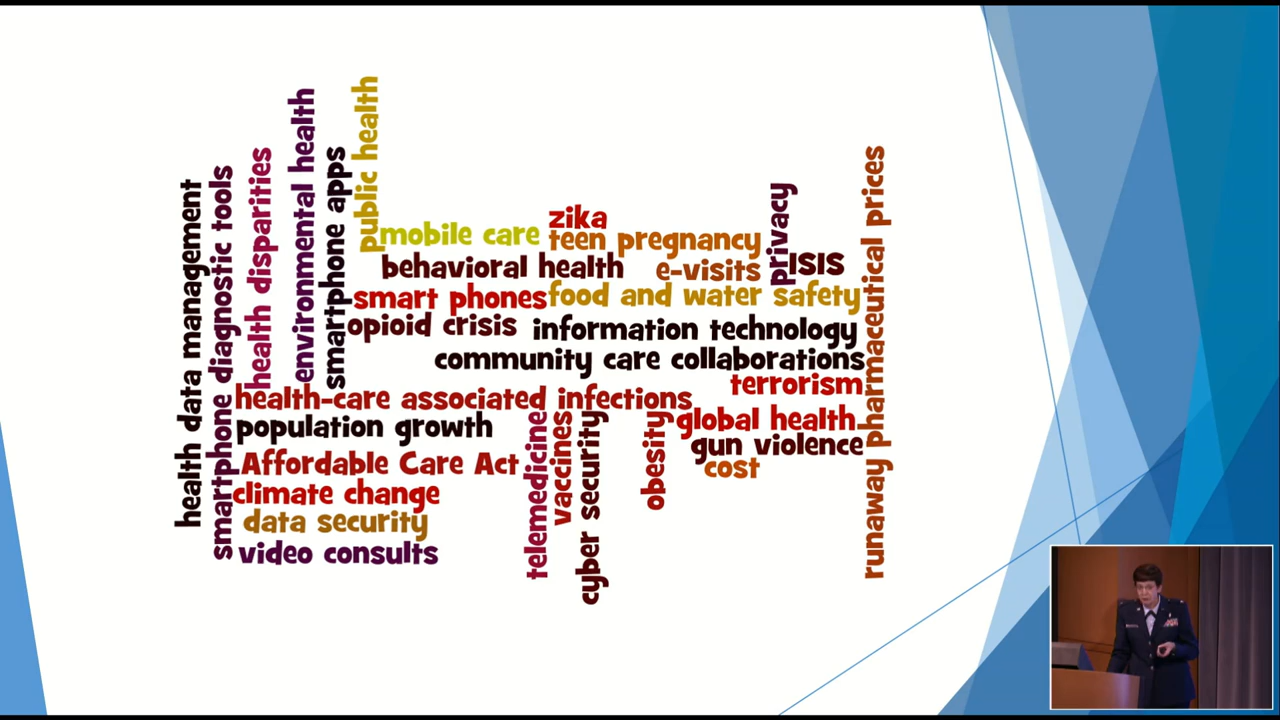 health data management
smartphone diagnostic tools
health disparities
environmental health
smartphone apps
public health
mobile care
zika
teen pregnancy
privacy
behavioral health
e-visits
ISIS
smart phones
food and water safety
opioid crisis
information technology
community care collaborations
terrorism
health-care associated infections
global health
population growth
gun violence
Affordable Care Act
cost
climate change
data security
video consults
telemedicine
vaccines
cyber security
obesity
runaway pharmaceutical prices